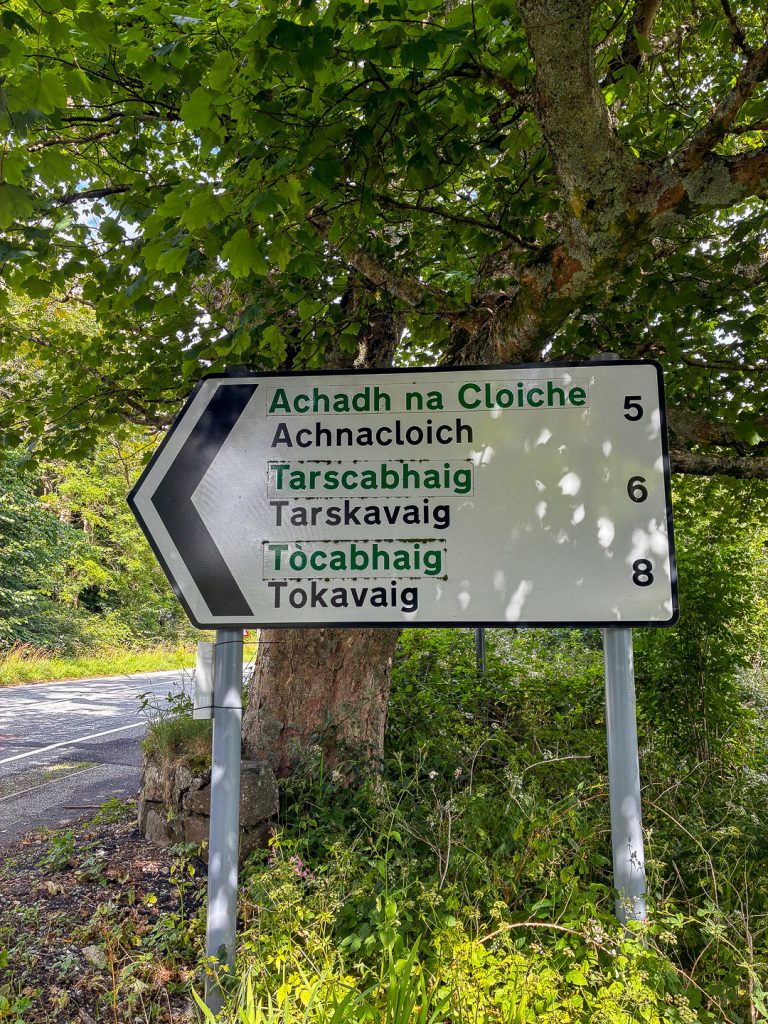 Achadh na Cloiche 5
Achnacloich
Tarscabhaig 6
Tarskavaig
Tòcabhaig 8
Tokavaig